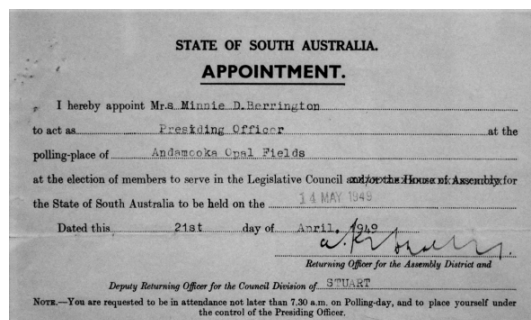 STATE OF SOUTH AUSTRALIA.
APPOINTMENT.
I hereby appoint Mrs Minnie D.Berrington
to act as Presiding Officer at the
polling-place of Andamooka Opal Fields
at the election of members to serve in the Legislative Council and/or the House of Assembly for
the State of South Australia to be held on the 14 MAY 1949
Dated this 21st day of April, 1949
Returning Officer for the Assembly District and
Deputy Returning Officer for the Council Division of STUART
NOTE.—You are requested to be in attendance not later than 7.30 a.m. on Polling-day, and to place yourself under
the control of the Presiding Officer.